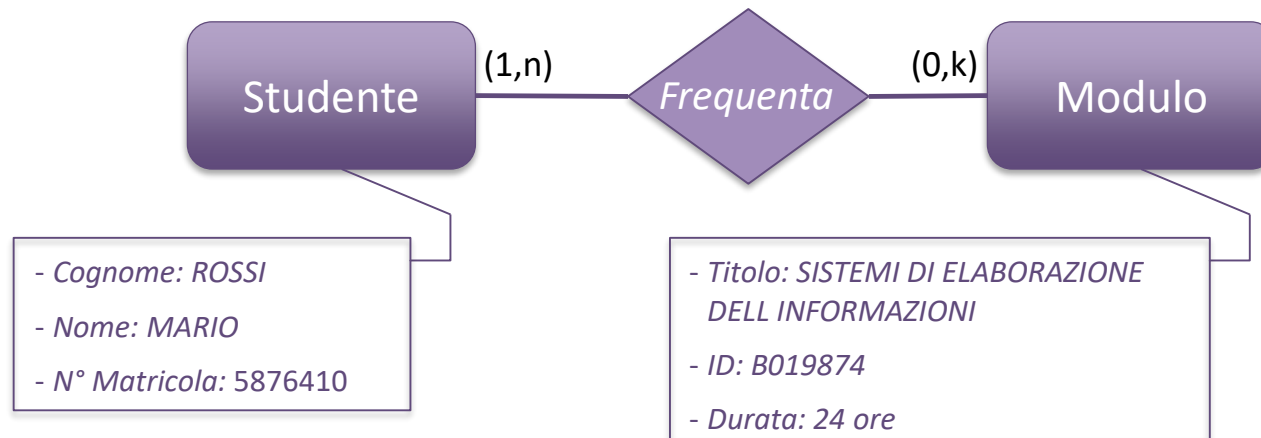 (1,n)
(0,k)
Studente
Frequenta
Modulo
- Cognome: ROSSI
- Nome: MARIO
- N° Matricola: 5876410
- Titolo: SISTEMI DI ELABORAZIONE
DELL INFORMAZIONI
- ID: B019874
- Durata: 24 ore